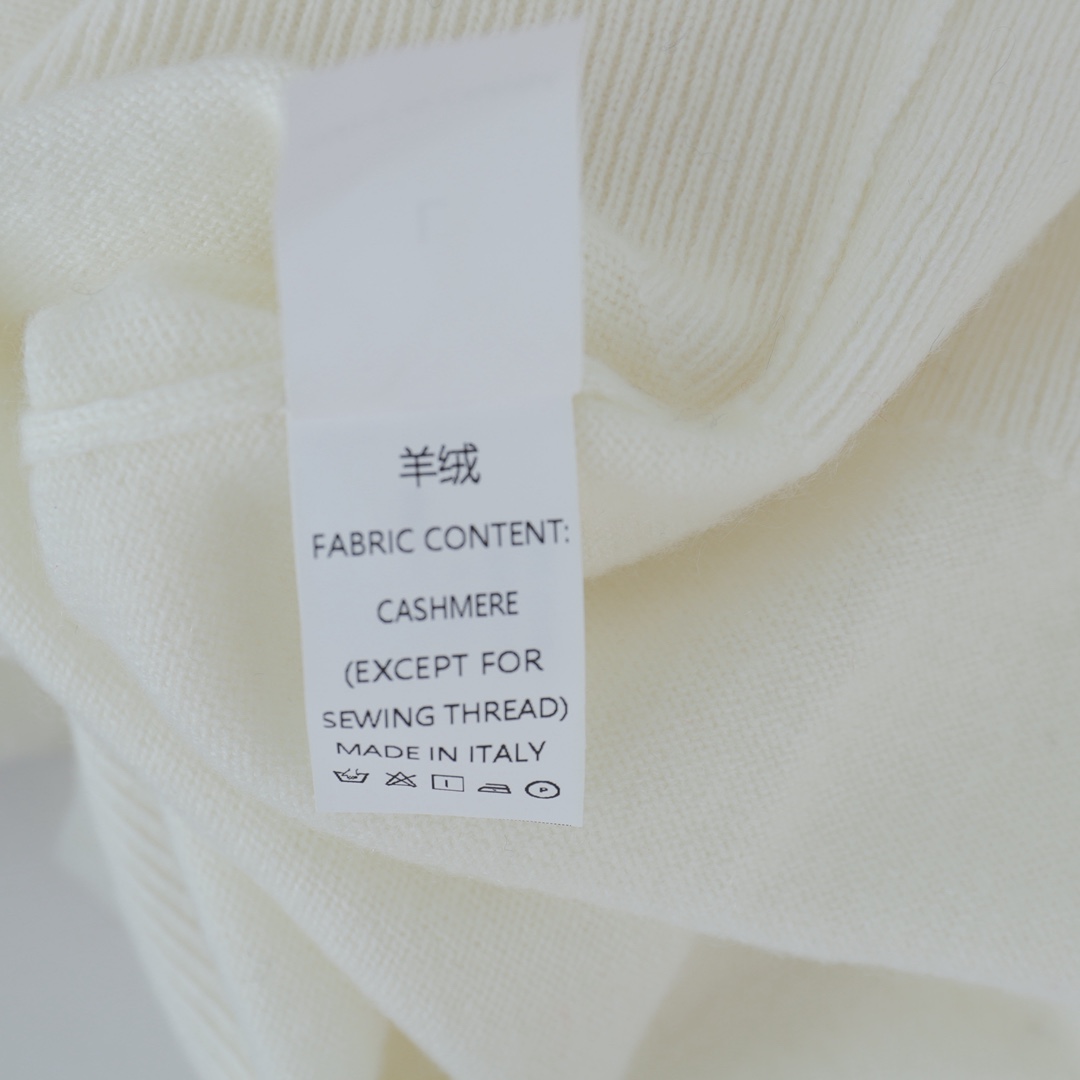 羊绒
FABRIC CONTENT:
CASHMERE
(EXCEPT FOR
SEWING THREAD)
MADE IN ITALY
P